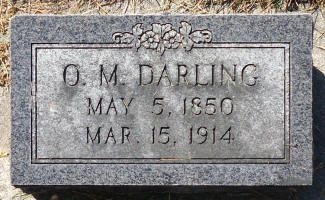 O. M. DARLING
MAY 5, 1850
MAR. 15, 1914